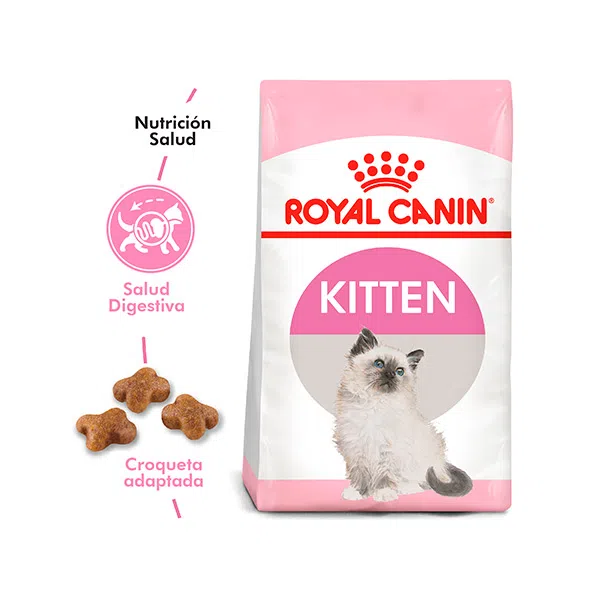 Nutrición
Salud
Salud
Digestiva
Croqueta
adaptada
ROYAL CANIN®
KITTEN